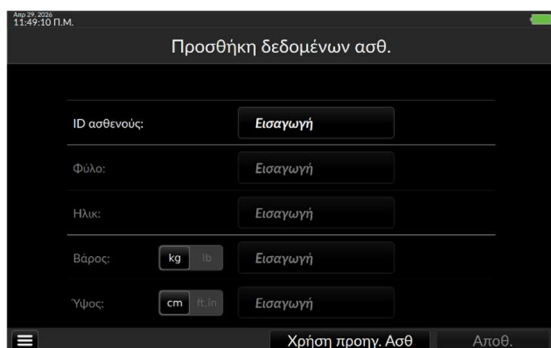 Απρ 29, 2026
11:49:10 Π.Μ.
Προσθήκη δεδομένων ασθ.
ID ασθενούς: Εισαγωγή
Φύλο: Εισαγωγή
Ηλικ: Εισαγωγή
Βάρος: kg lb Εισαγωγή
Ύψος: cm ft,in Εισαγωγή
Χρήση προηγ. Ασθ Αποθ.